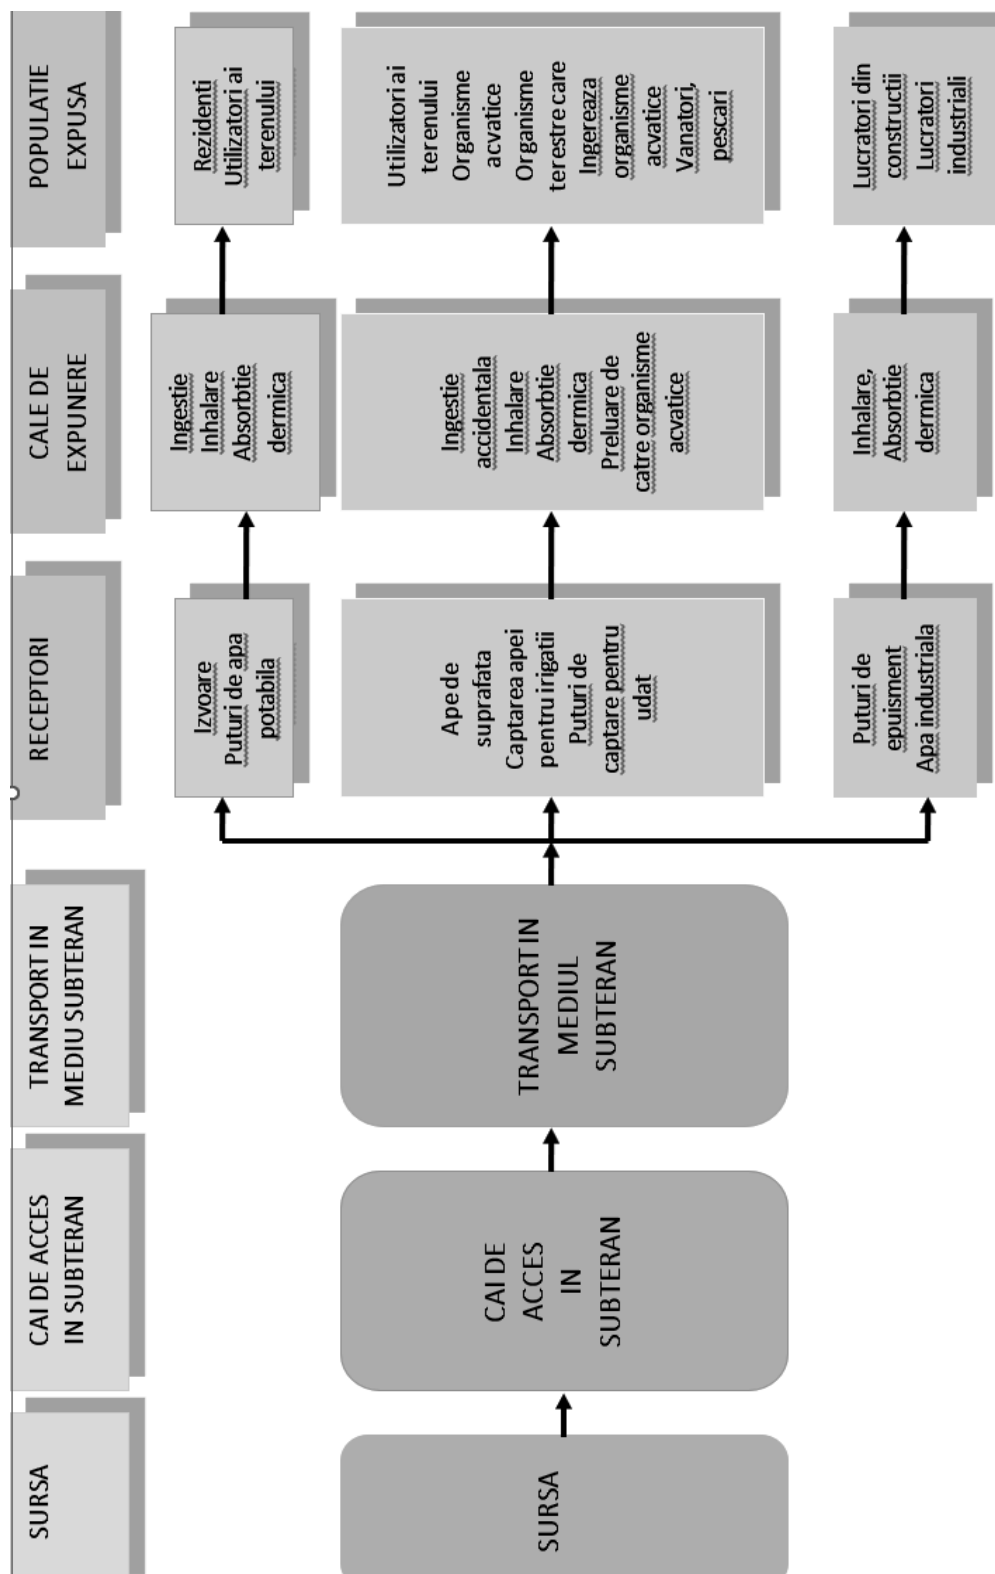 SURSA
CAI DE ACCES
IN SUBTERAN
TRANSPORT IN
MEDIU SUBTERAN
RECEPTORI
CALE DE
EXPUNERE
POPULATIE
EXPUSA
SURSA
CAI DE
ACCES
IN
SUBTERAN
TRANSPORT IN
MEDIUL
SUBTERAN
Izvoare
Puturi de apa
potabila
Ingestie
Inhalare
Absorbtie
dermica
Rezidenti
Utilizatori ai
terenului
Ape de
suprafata
Captarea apei
pentru irigatii
Puturi de
captare pentru
udat
Ingestie
accidentala
Inhalare
Absorbtie
dermica
Preluare de
catre organisme
acvatice
Utilizatori ai
terenului
Organisme
acvatice
Organisme
terestre care
Ingereaza
organisme
acvatice
Vanatori,
pescari
Puturi de
epuisment
Apa industriala
Inhalare,
Absorbtie
dermica
Lucratori din
constructii
Lucratori
industriali